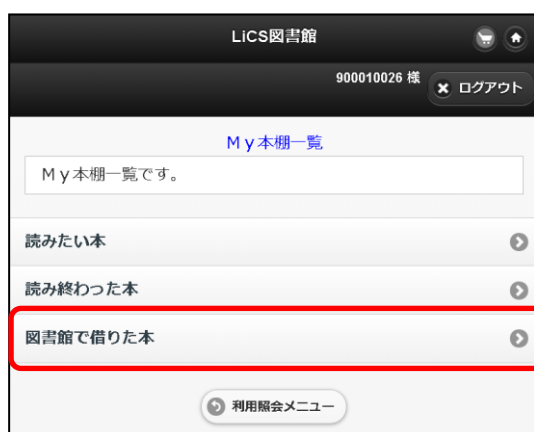 LiCS図書館
900010026 様
ログアウト
Ｍｙ本棚一覧
Ｍｙ本棚一覧です。
読みたい本
読み終わった本
図書館で借りた本
利用照会メニュー